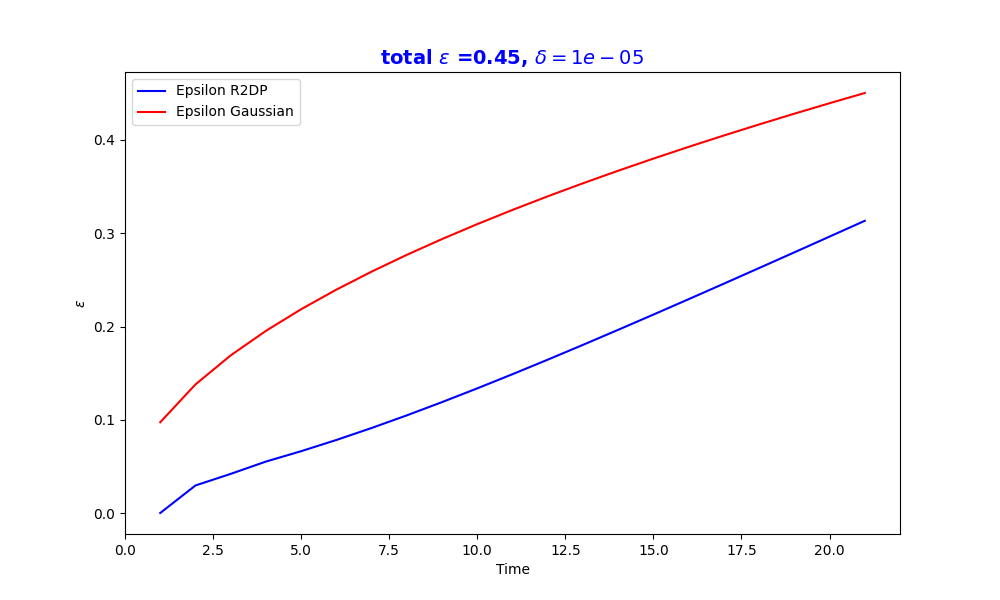 total ε =0.45, δ = 1e − 05
Epsilon R2DP
Epsilon Gaussian
0.4
0.3
ε
0.2
0.1
0.0
0.0 2.5 5.0 7.5 10.0 12.5 15.0 17.5 20.0
Time